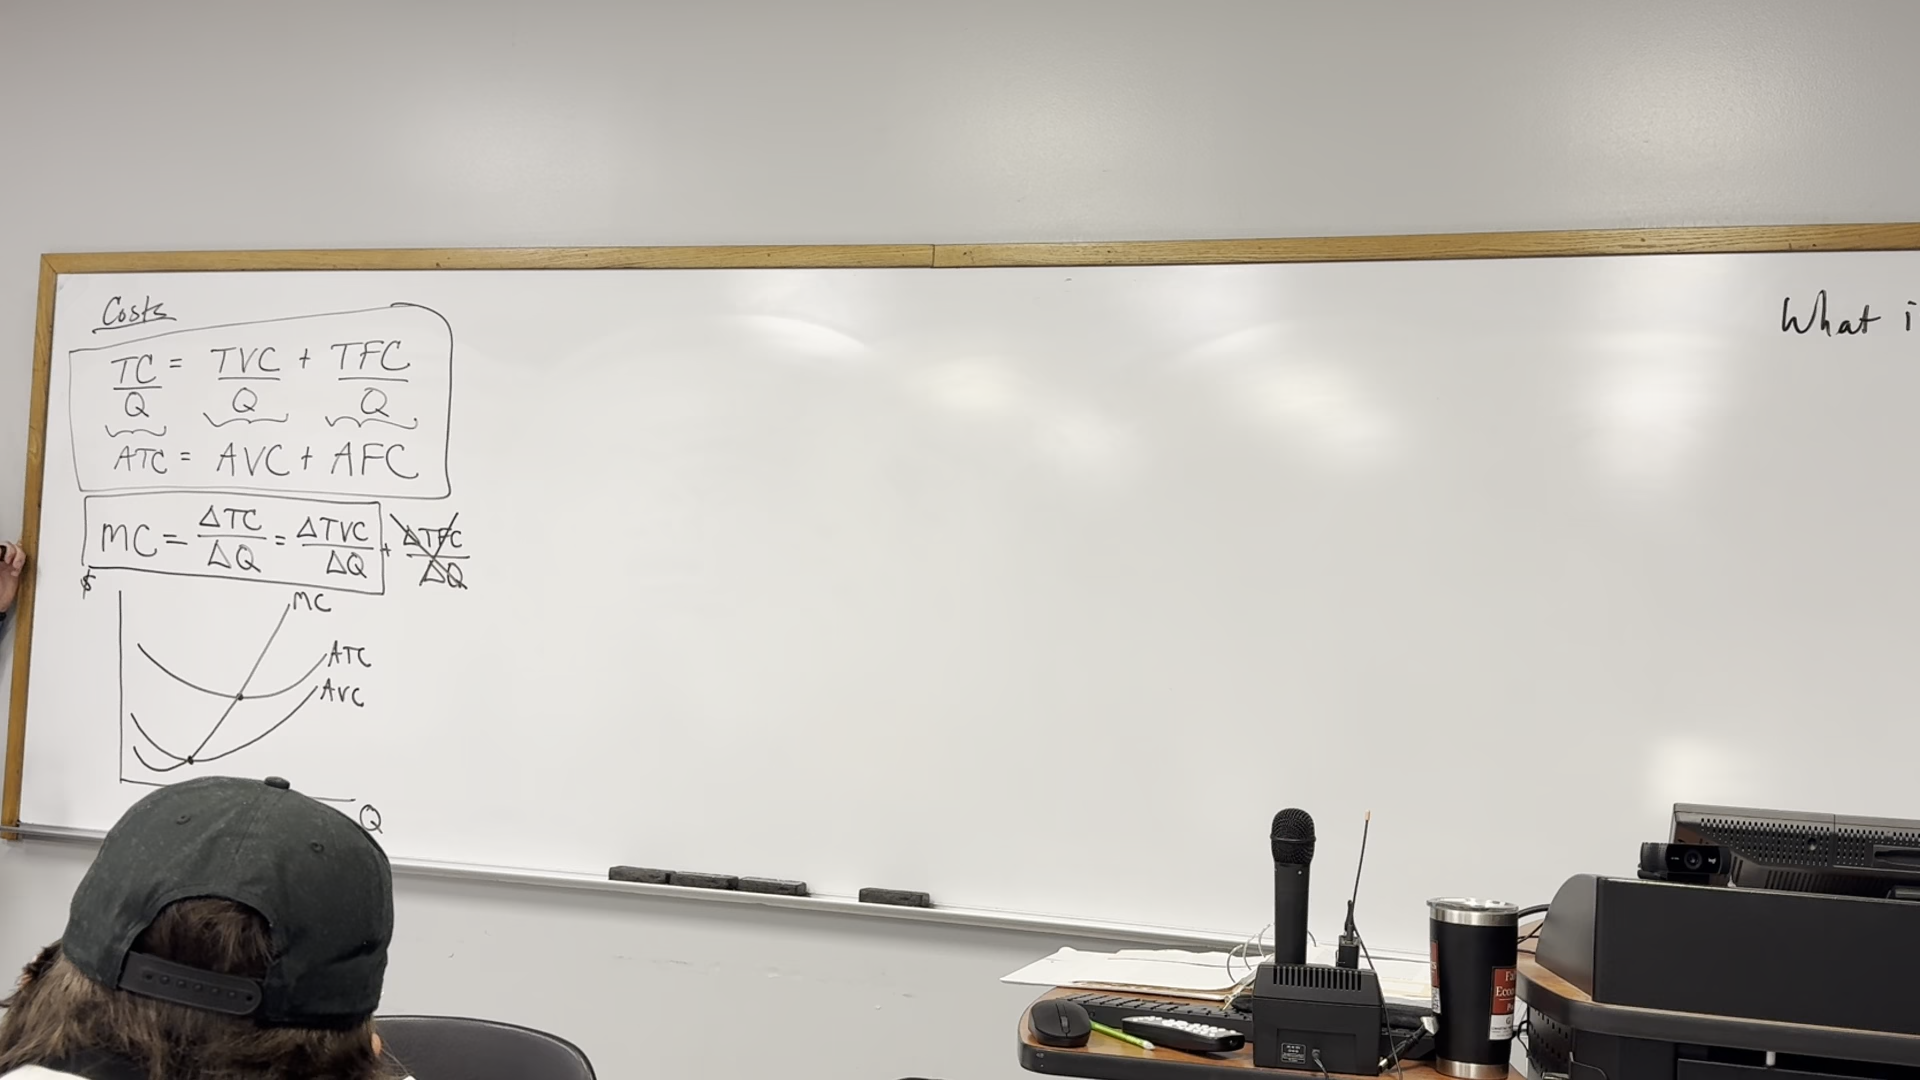 Costs
TC/Q = TVC/Q + TFC/Q
ATC = AVC + AFC
MC = ΔTC/ΔQ = ΔTVC/ΔQ + ΔTFC/ΔQ
$
MC
ATC
AVC
Q
What i